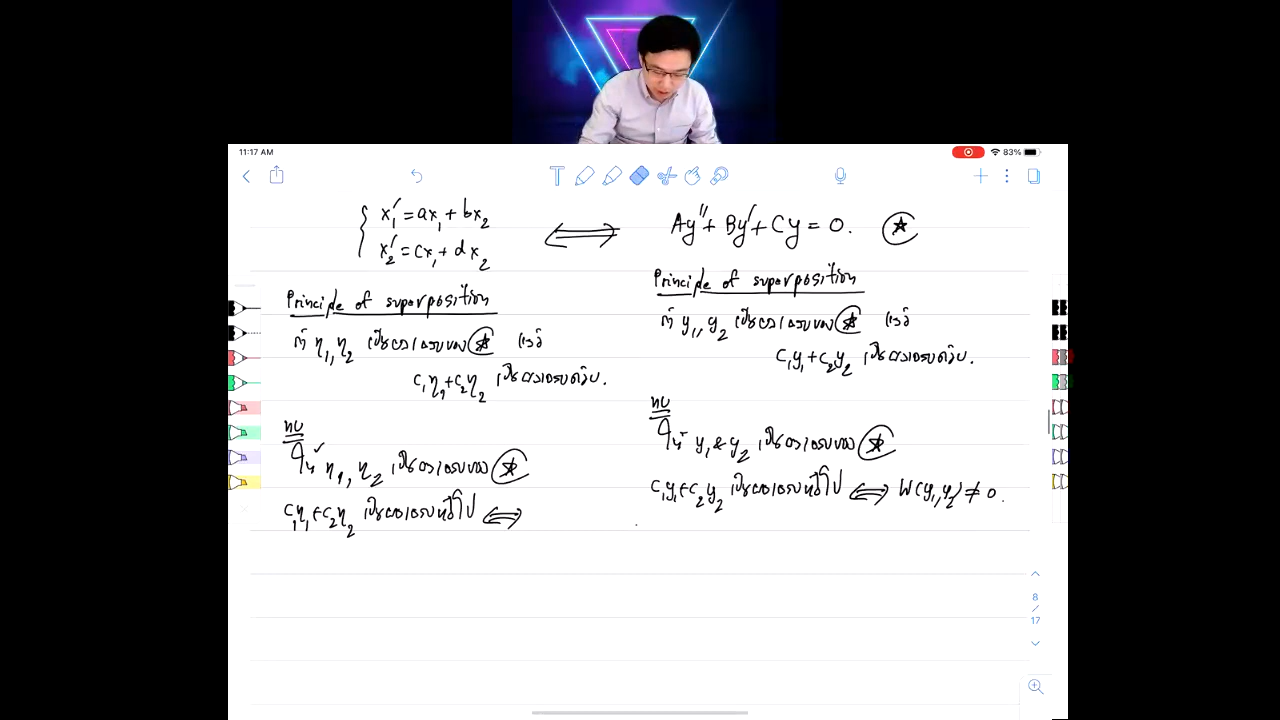 11:17 AM
83%
x₁′ = ax₁ + bx₂
x₂′ = cx₁ + dx₂
⟺
Ay″ + By′ + Cy = 0. ★
Principle of superposition
ถ้า η₁, η₂ เป็นผลเฉลยของ ★ แล้ว
c₁η₁ + c₂η₂ เป็นผลเฉลยด้วย.
ทบ
ให้ η₁, η₂ เป็นผลเฉลยของ ★
c₁η₁ + c₂η₂ เป็นผลเฉลยทั่วไป ⟺
Principle of superposition
ถ้า y₁, y₂ เป็นผลเฉลยของ ★ แล้ว
c₁y₁ + c₂y₂ เป็นผลเฉลยด้วย.
ทบ
ให้ y₁ & y₂ เป็นผลเฉลยของ ★
c₁y₁ + c₂y₂ เป็นผลเฉลยทั่วไป ⟺ W(y₁, y₂) ≠ 0.
8
/
17